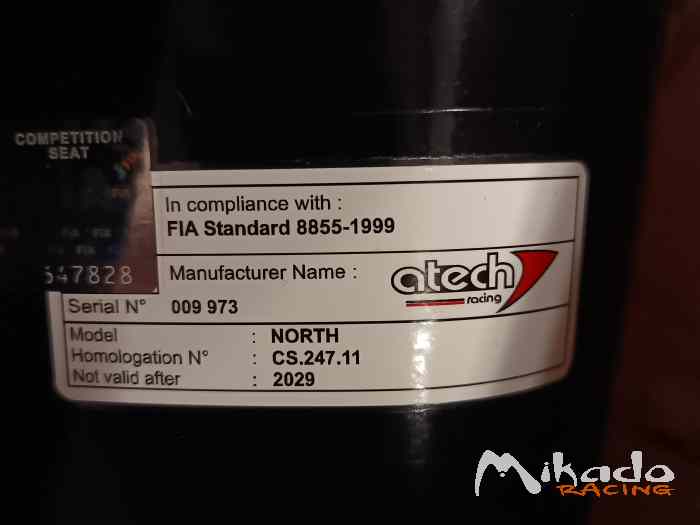 COMPETITION
SEAT
547828
In compliance with :
FIA Standard 8855-1999
Manufacturer Name :
atech
racing
Serial N° 009 973
Model : NORTH
Homologation N° : CS.247.11
Not valid after : 2029
Mikado
RACING